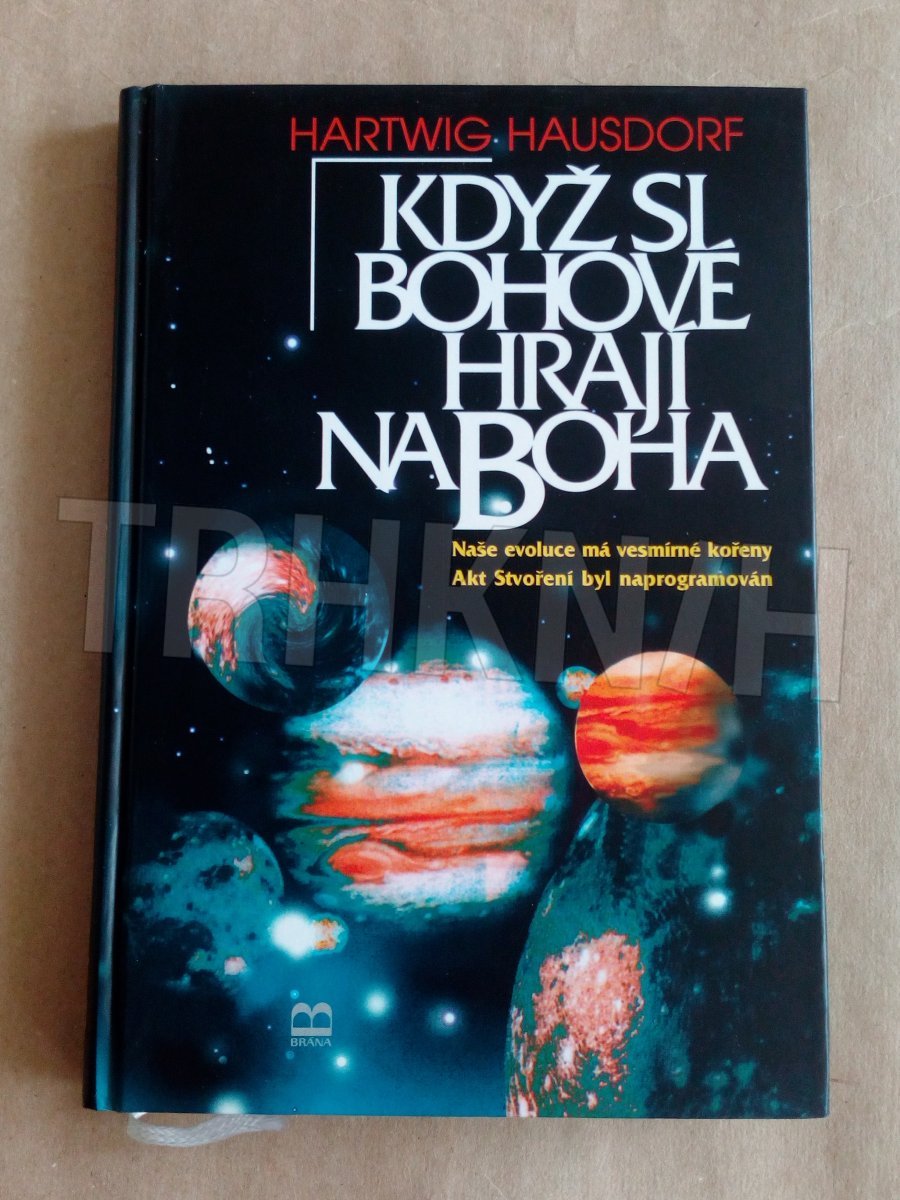 HARTWIG HAUSDORF
KDYŽ SI
BOHOVÉ
HRAJÍ
NA BOHA
Naše evoluce má vesmírné kořeny
Akt Stvoření byl naprogramován
TRHKNIH
B
BRÁNA